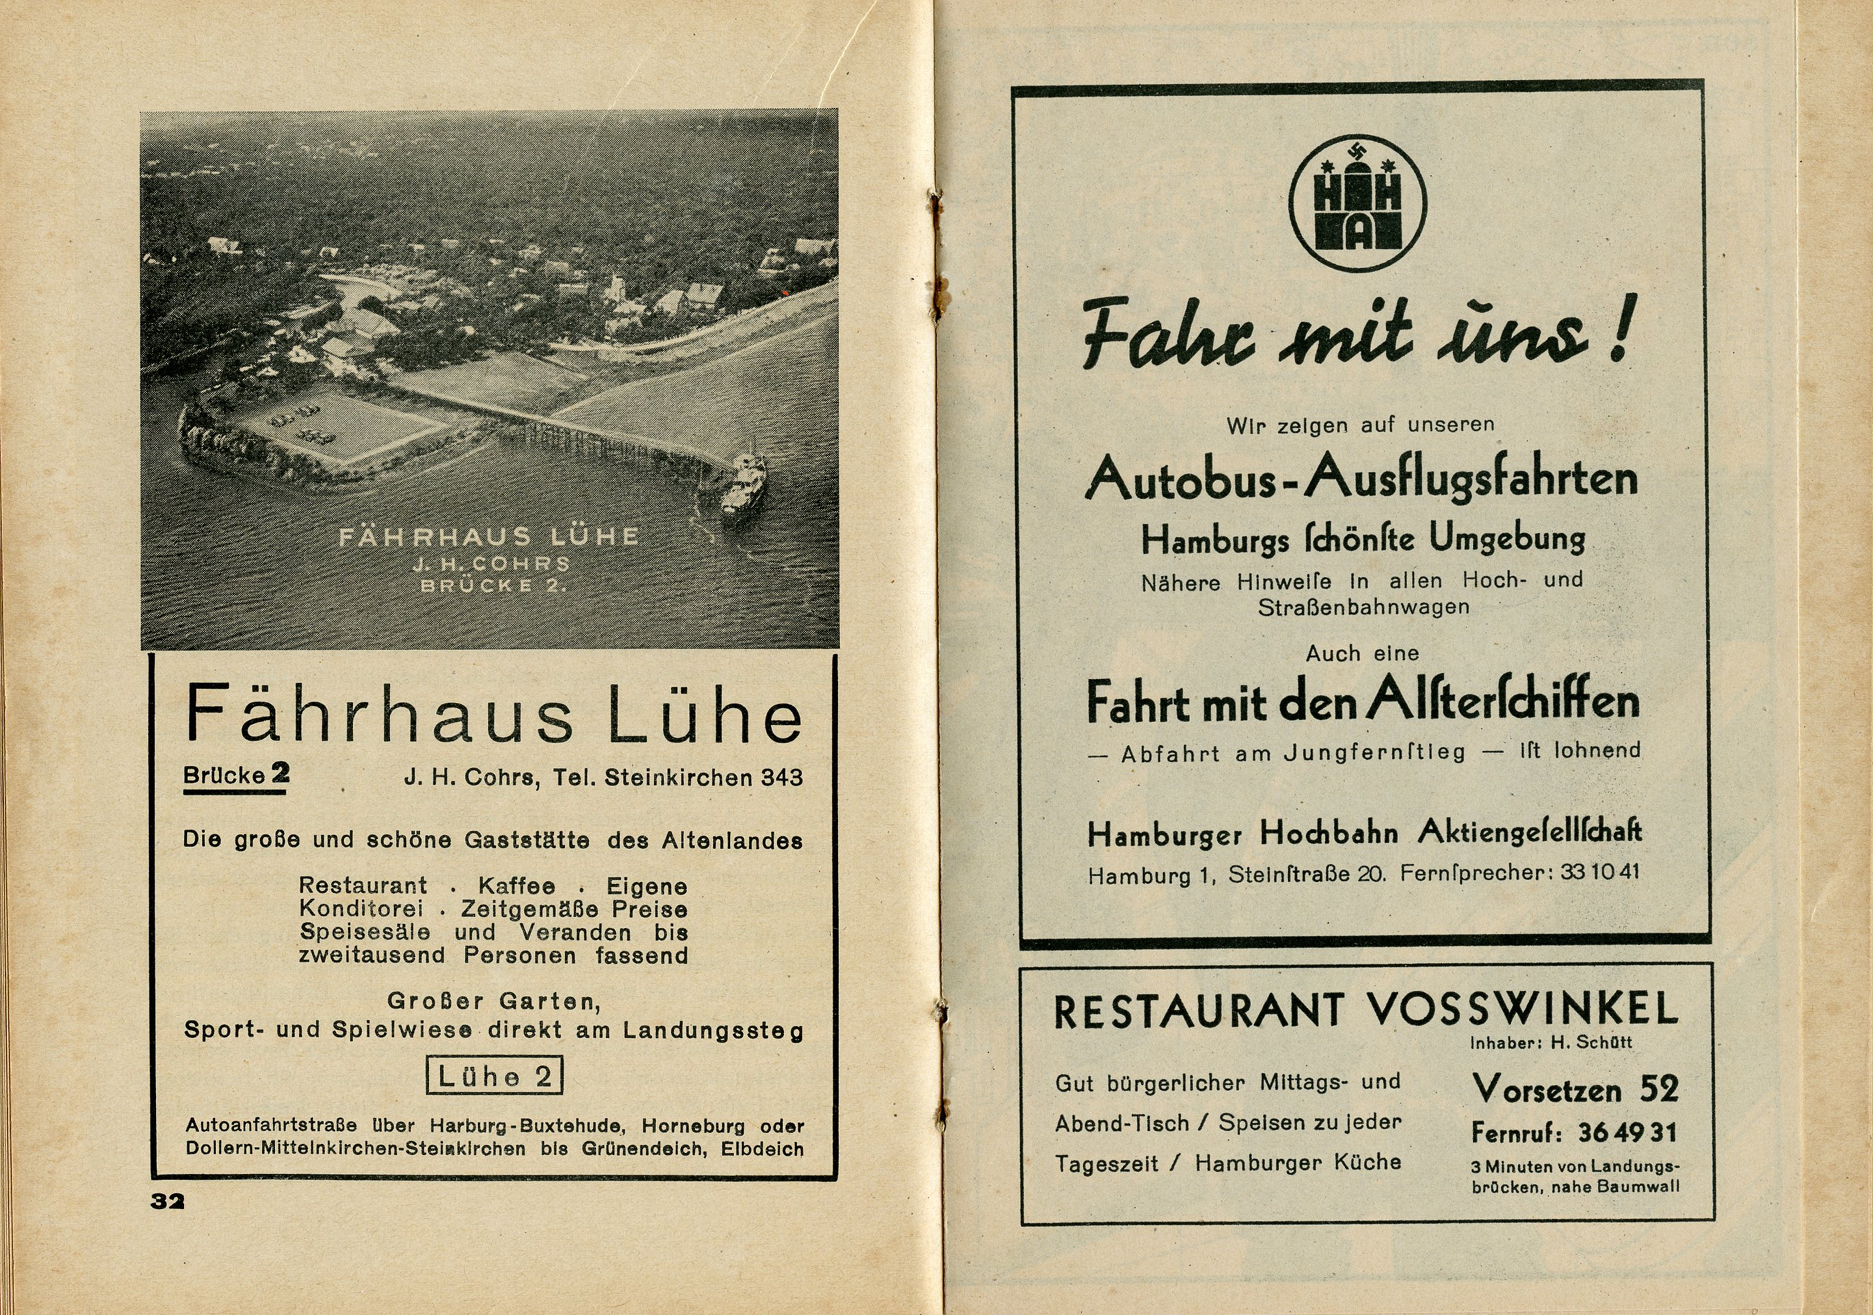 FÄHRHAUS LÜHE
J. H. COHRS
BRÜCKE 2.
Fährhaus Lühe
Brücke 2 J. H. Cohrs, Tel. Steinkirchen 343
Die große und schöne Gaststätte des Altenlandes
Restaurant . Kaffee . Eigene
Konditorei . Zeitgemäße Preise
Speisesäle und Veranden bis
zweitausend Personen fassend
Großer Garten,
Sport- und Spielwiese direkt am Landungssteg
Lühe 2
Autoanfahrtstraße über Harburg-Buxtehude, Horneburg oder
Dollern-Mittelnkirchen-Steinkirchen bis Grünendeich, Elbdeich
32
H H
A
Fahr mit uns!
Wir zeigen auf unseren
Autobus-Ausflugsfahrten
Hamburgs ſchönſte Umgebung
Nähere Hinweiſe in allen Hoch- und
Straßenbahnwagen
Auch eine
Fahrt mit den Alſterſchiffen
— Abfahrt am Jungfernſtieg — iſt lohnend
Hamburger Hochbahn Aktiengeſellſchaft
Hamburg 1, Steinſtraße 20. Fernſprecher: 33 10 41
RESTAURANT VOSSWINKEL
Inhaber: H. Schütt
Gut bürgerlicher Mittags- und
Abend-Tisch / Speisen zu jeder
Tageszeit / Hamburger Küche
Vorsetzen 52
Fernruf: 36 49 31
3 Minuten von Landungs-
brücken, nahe Baumwall